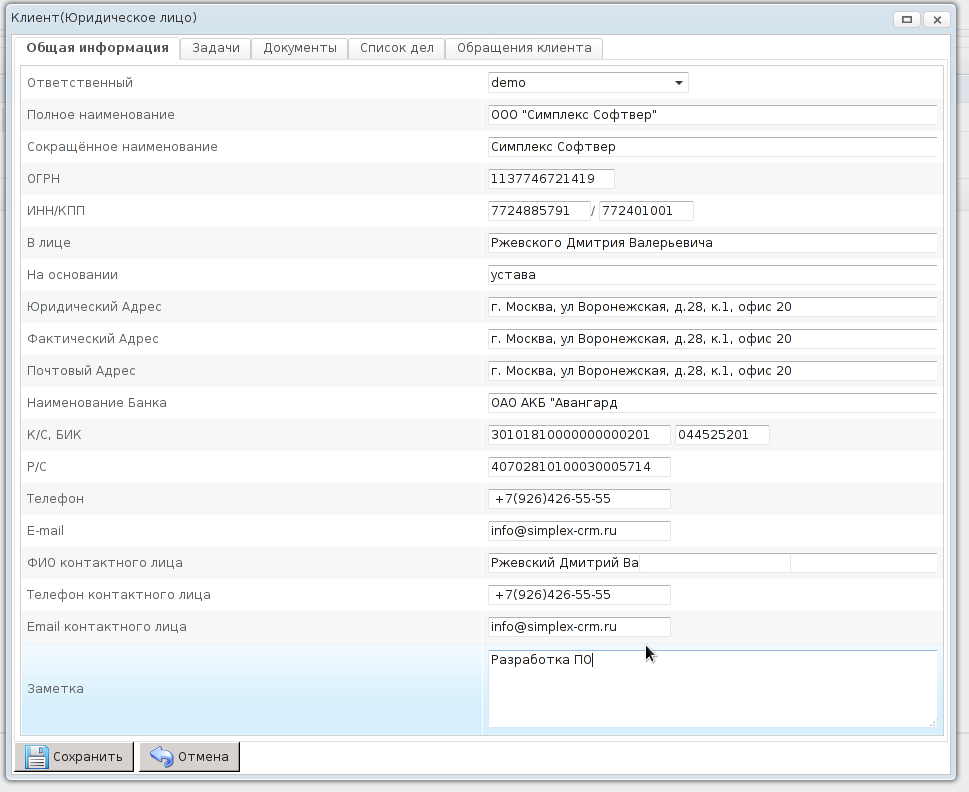 Клиент(Юридическое лицо)
Общая информация Задачи Документы Список дел Обращения клиента
Ответственный demo
Полное наименование ООО "Симплекс Софтвер"
Сокращённое наименование Симплекс Софтвер
ОГРН 1137746721419
ИНН/КПП 7724885791 / 772401001
В лице Ржевского Дмитрия Валерьевича
На основании устава
Юридический Адрес г. Москва, ул Воронежская, д.28, к.1, офис 20
Фактический Адрес г. Москва, ул Воронежская, д.28, к.1, офис 20
Почтовый Адрес г. Москва, ул Воронежская, д.28, к.1, офис 20
Наименование Банка ОАО АКБ "Авангард
К/С, БИК 30101810000000000201 044525201
Р/С 40702810100030005714
Телефон +7(926)426-55-55
E-mail info@simplex-crm.ru
ФИО контактного лица Ржевский Дмитрий Ва
Телефон контактного лица +7(926)426-55-55
Email контактного лица info@simplex-crm.ru
Заметка Разработка ПО
Сохранить Отмена